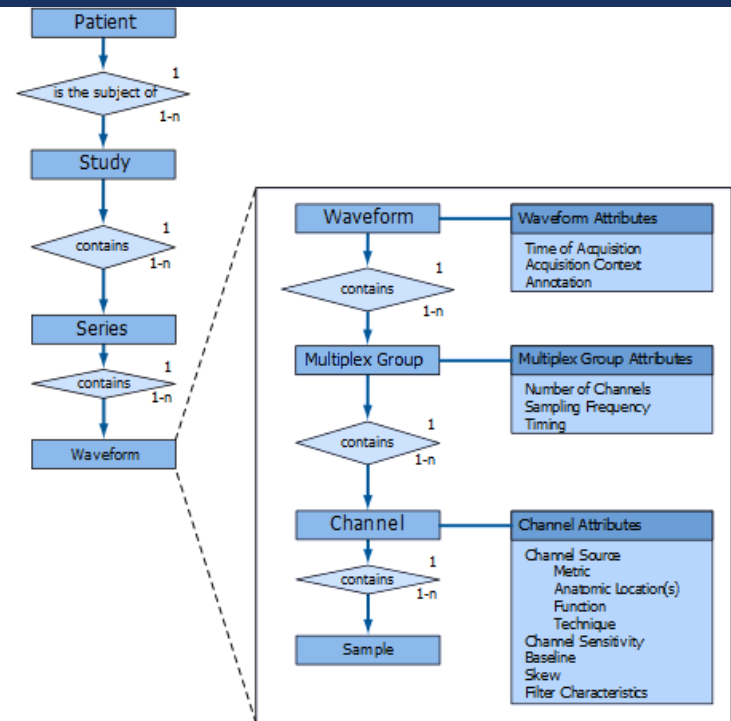 Patient
1
is the subject of
1-n
Study
1
contains
1-n
Series
1
contains
1-n
Waveform
Waveform
Waveform Attributes
Time of Acquisition
Acquisition Context
Annotation
1
contains
1-n
Multiplex Group
Multiplex Group Attributes
Number of Channels
Sampling Frequency
Timing
1
contains
1-n
Channel
Channel Attributes
Channel Source
Metric
Anatomic Location(s)
Function
Technique
Channel Sensitivity
Baseline
Skew
Filter Characteristics
1
contains
1-n
Sample